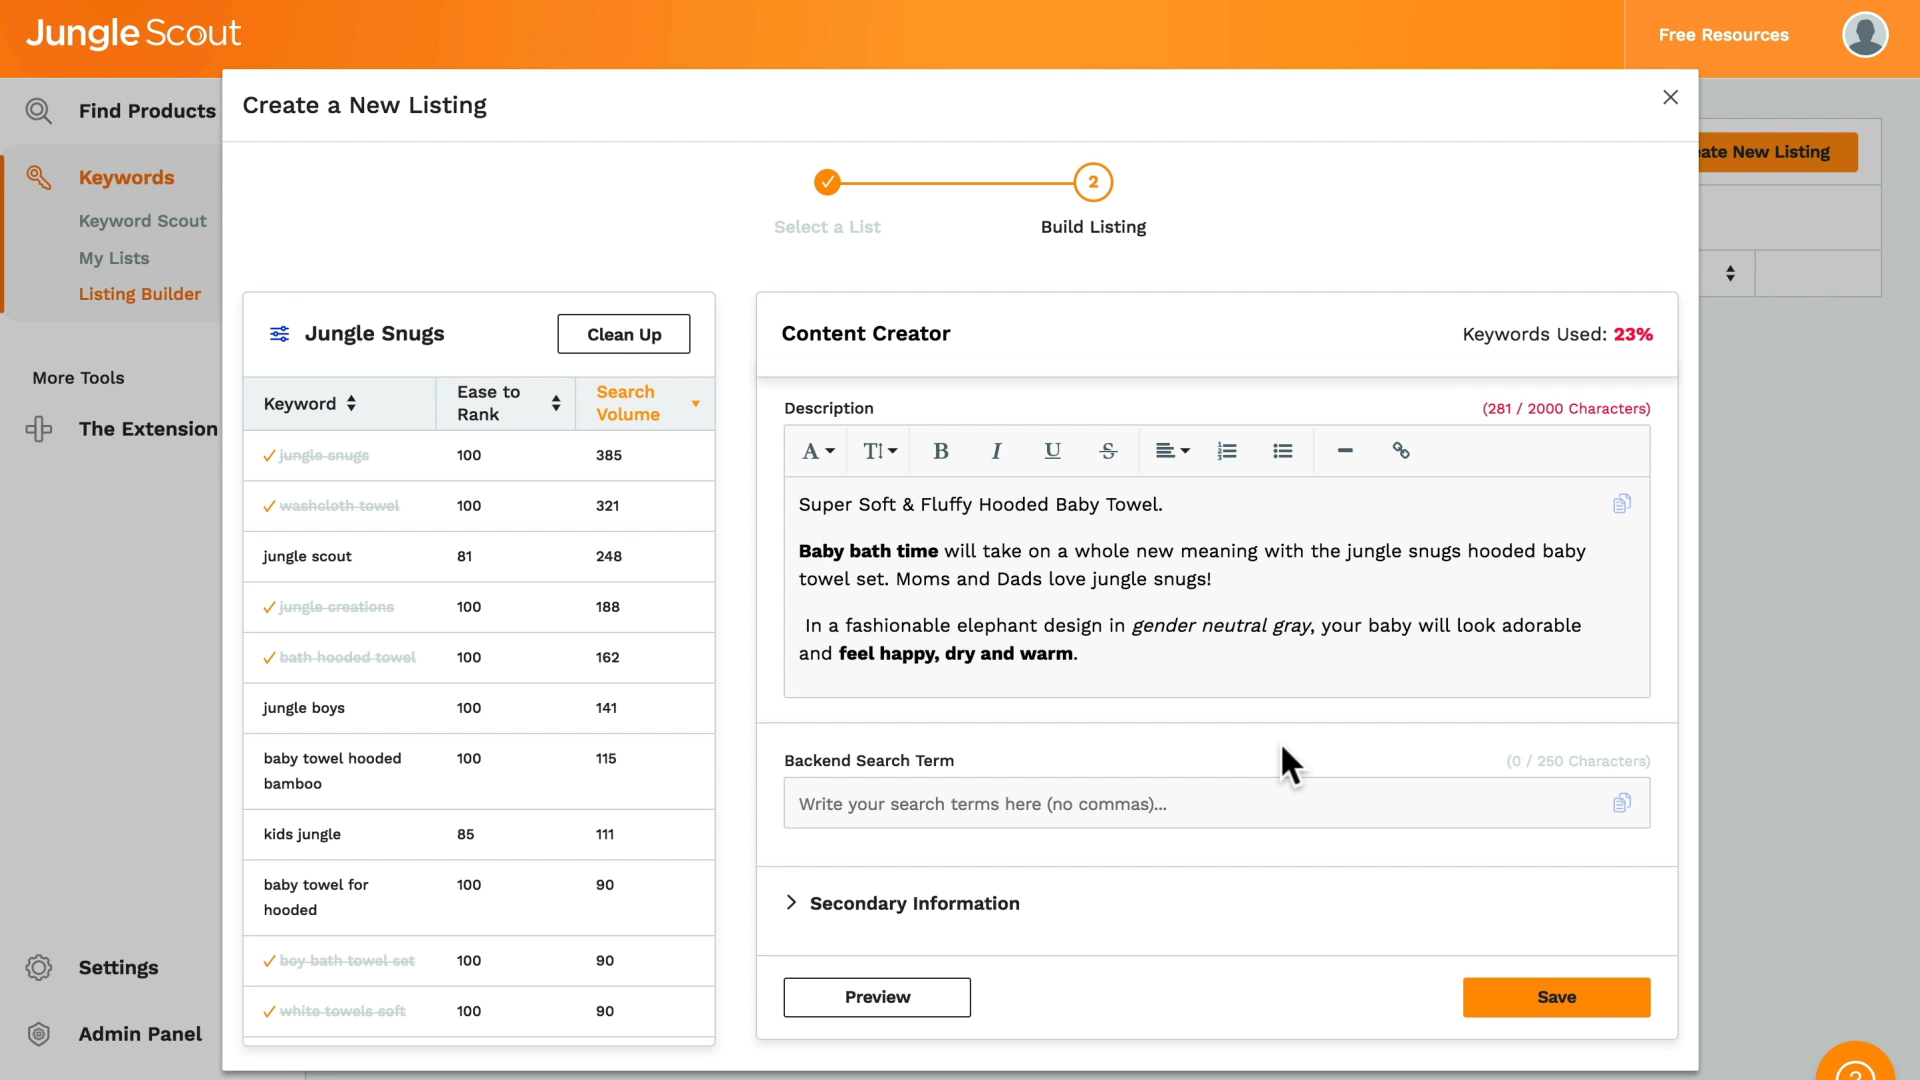 Jungle Scout
Free Resources
Find Products
Keywords
Keyword Scout
My Lists
Listing Builder
More Tools
The Extension
Settings
Admin Panel
Create a New Listing
ate New Listing
2
Select a List
Build Listing
Jungle Snugs
Clean Up
Keyword
Ease to
Rank
Search
Volume
jungle snugs 100 385
washcloth towel 100 321
jungle scout 81 248
jungle creations 100 188
bath hooded towel 100 162
jungle boys 100 141
baby towel hooded 100 115
bamboo
kids jungle 85 111
baby towel for 100 90
hooded
boy bath towel set 100 90
white towels soft 100 90
Content Creator
Keywords Used: 23%
Description
(281 / 2000 Characters)
Super Soft & Fluffy Hooded Baby Towel.
Baby bath time will take on a whole new meaning with the jungle snugs hooded baby
towel set. Moms and Dads love jungle snugs!
In a fashionable elephant design in gender neutral gray, your baby will look adorable
and feel happy, dry and warm.
Backend Search Term
(0 / 250 Characters)
Write your search terms here (no commas)...
Secondary Information
Preview
Save